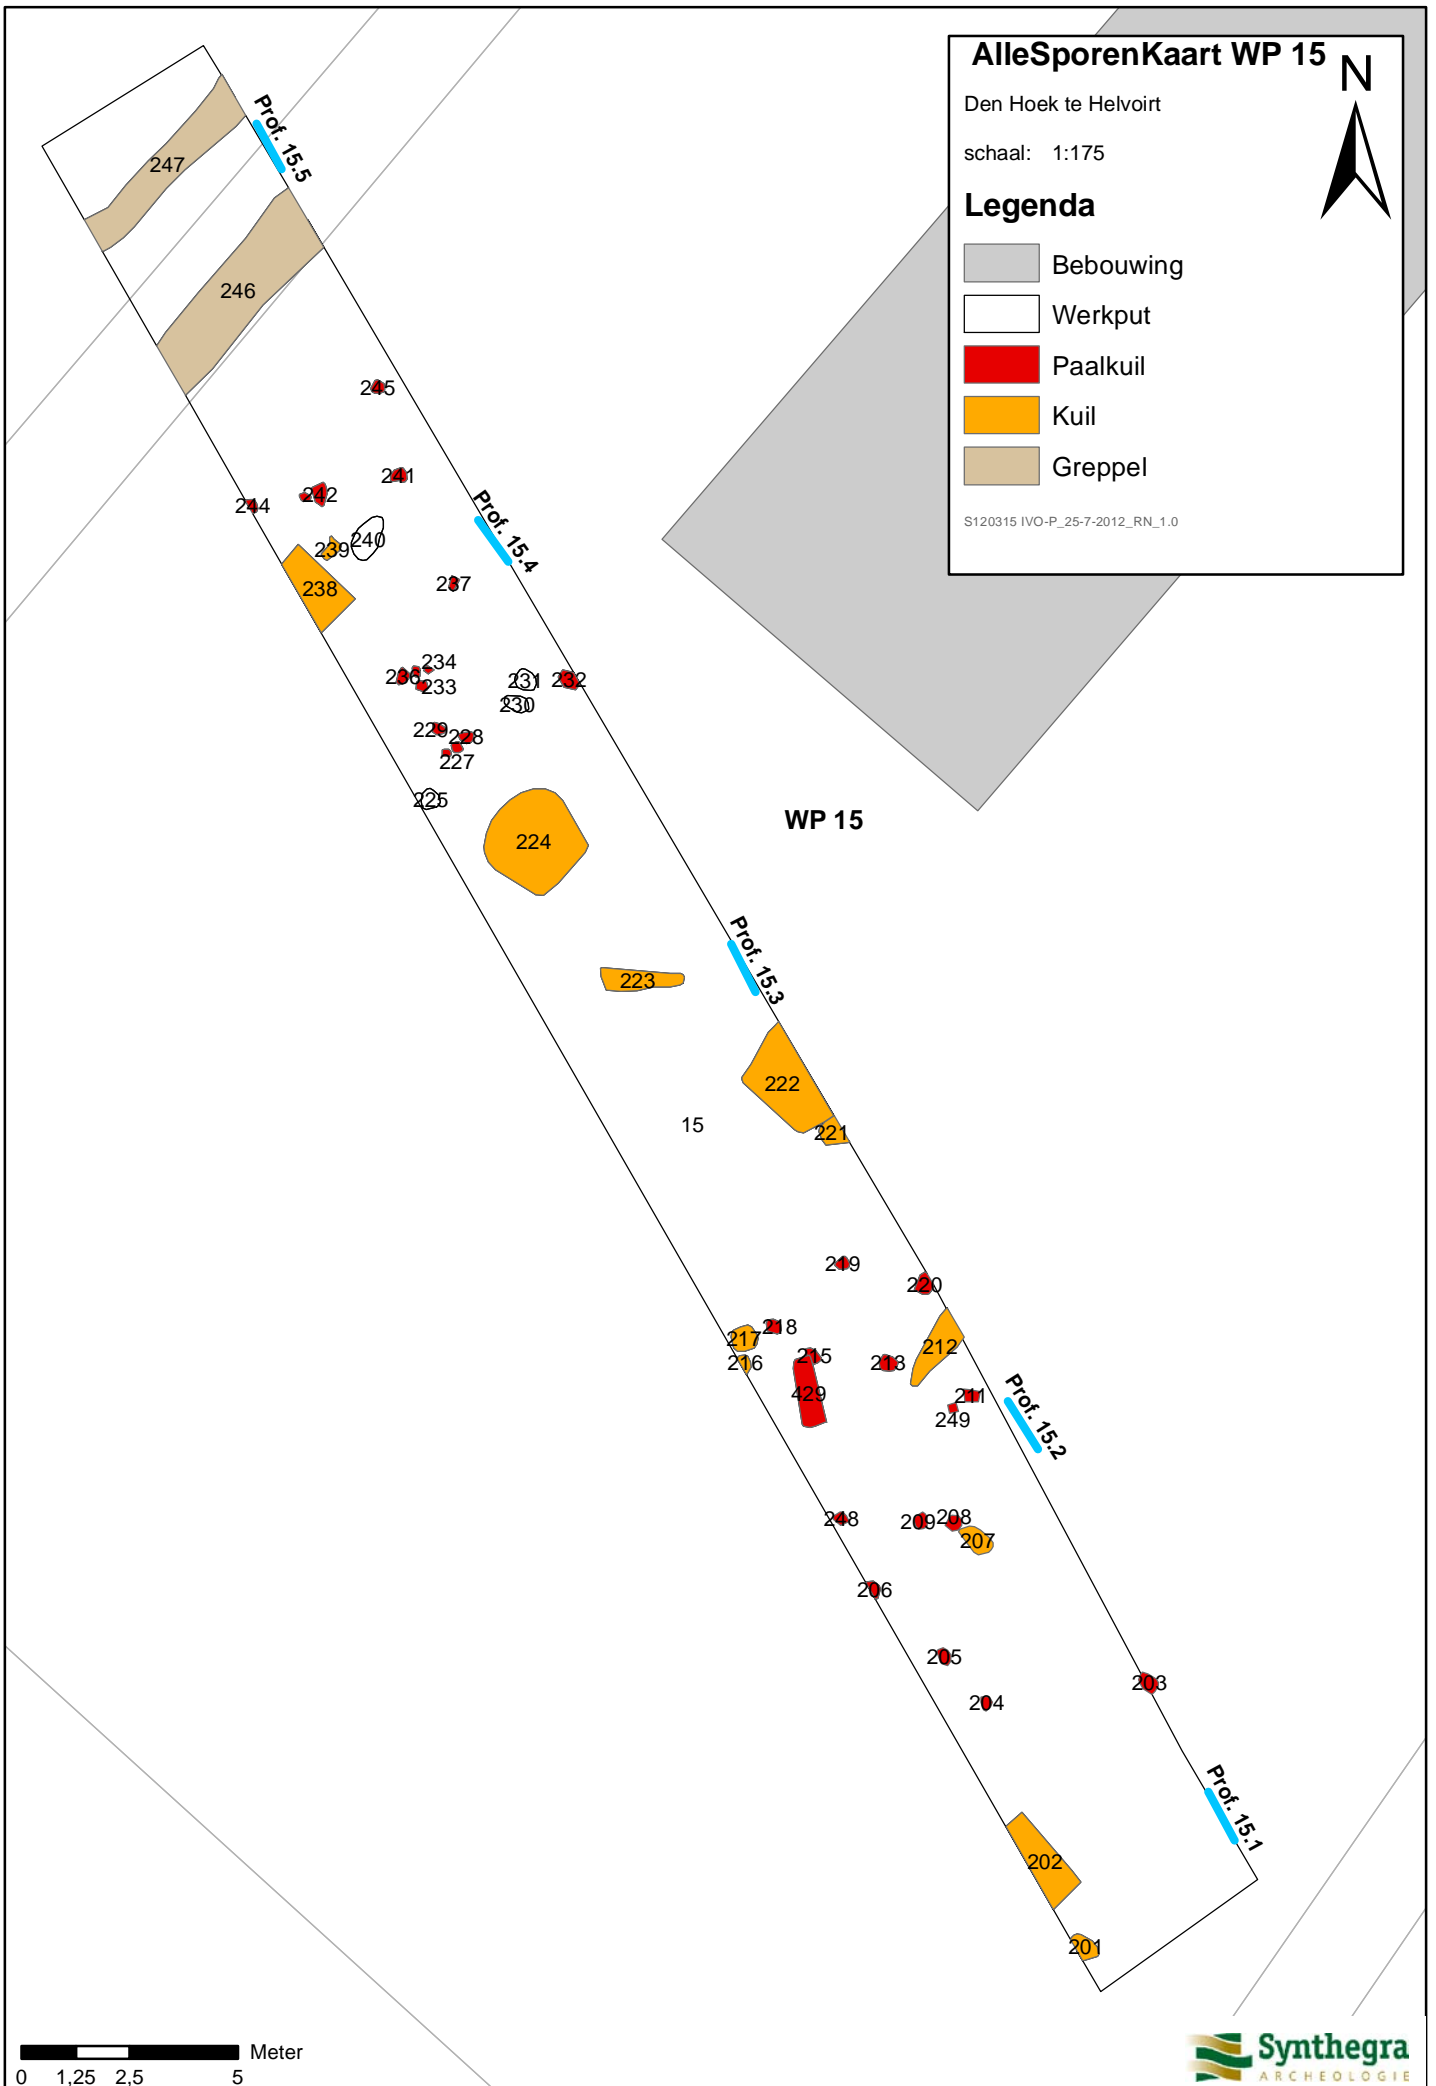 AlleSporenKaart WP 15
N
Den Hoek te Helvoirt
schaal: 1:175
Legenda
Bebouwing
Werkput
Paalkuil
Kuil
Greppel
S120315 IVO-P_25-7-2012_RN_1.0
Prof. 15.5
247
246
245
241
242
244
Prof. 15.4
240
239
238
237
234
236
233
231
232
230
229
228
227
225
224
WP 15
Prof. 15.3
223
222
221
15
219
220
218
217
212
215
216
213
429
211
249
Prof. 15.2
248
209
208
207
206
205
203
204
Prof. 15.1
202
201
Meter
0 1,25 2,5 5
Synthegra
ARCHEOLOGIE